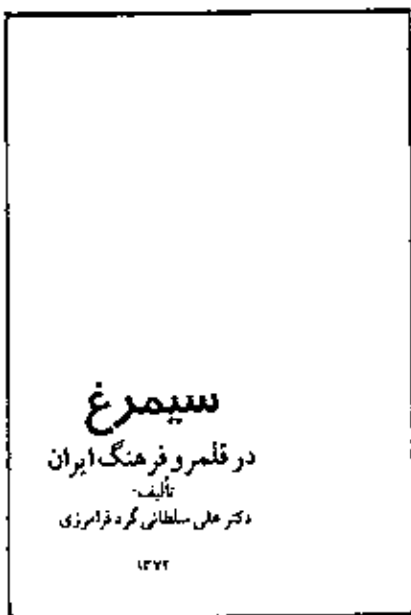 سیمرغ
در قلمرو فرهنگ ایران
تألیف:
دکتر علی سلطانی گرد فرامرزی
۱۳۷۲